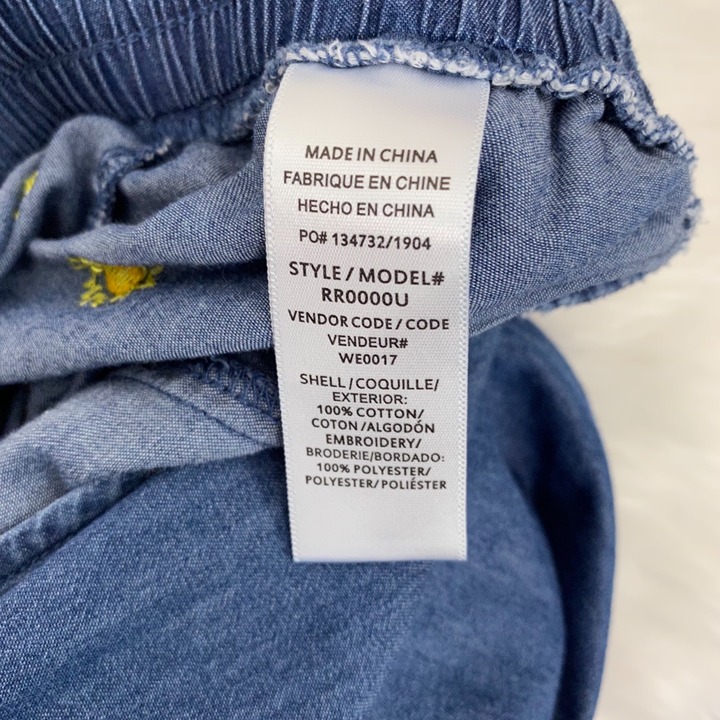 MADE IN CHINA
FABRIQUE EN CHINE
HECHO EN CHINA
PO# 134732/1904
STYLE / MODEL#
RR0000U
VENDOR CODE / CODE
VENDEUR#
WE0017
SHELL / COQUILLE/
EXTERIOR:
100% COTTON/
COTON /ALGODÓN
EMBROIDERY/
BRODERIE/BORDADO:
100% POLYESTER/
POLYESTER/POLIÉSTER